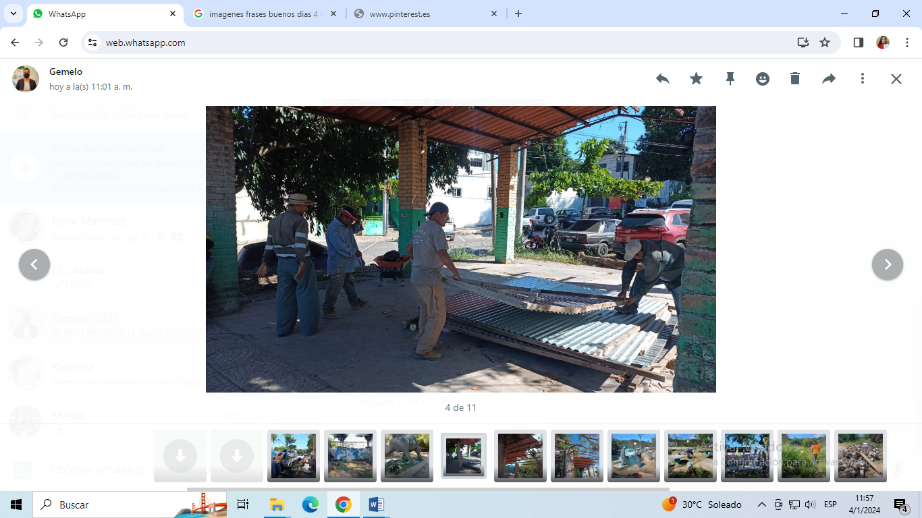 WhatsApp
imagenes frases buenos dias 4
www.pinterest.es
web.whatsapp.com
Gemelo
hoy a la(s) 11:01 a. m.
4 de 11
Buscar
30°C Soleado
ESP
11:57
4/1/2024
4